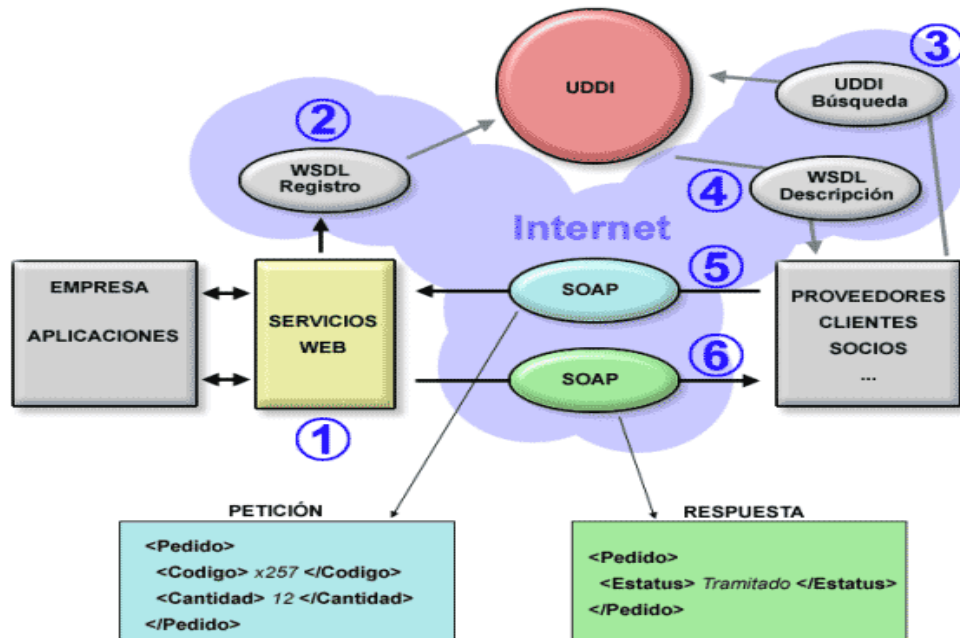 UDDI
3
UDDI
Búsqueda
2
WSDL
Registro
4
WSDL
Descripción
Internet
EMPRESA
APLICACIONES
SERVICIOS
WEB
1
SOAP
5
SOAP
6
PROVEEDORES
CLIENTES
SOCIOS
...
PETICIÓN
<Pedido>
<Codigo> x257 </Codigo>
<Cantidad> 12 </Cantidad>
</Pedido>
RESPUESTA
<Pedido>
<Estatus> Tramitado </Estatus>
</Pedido>